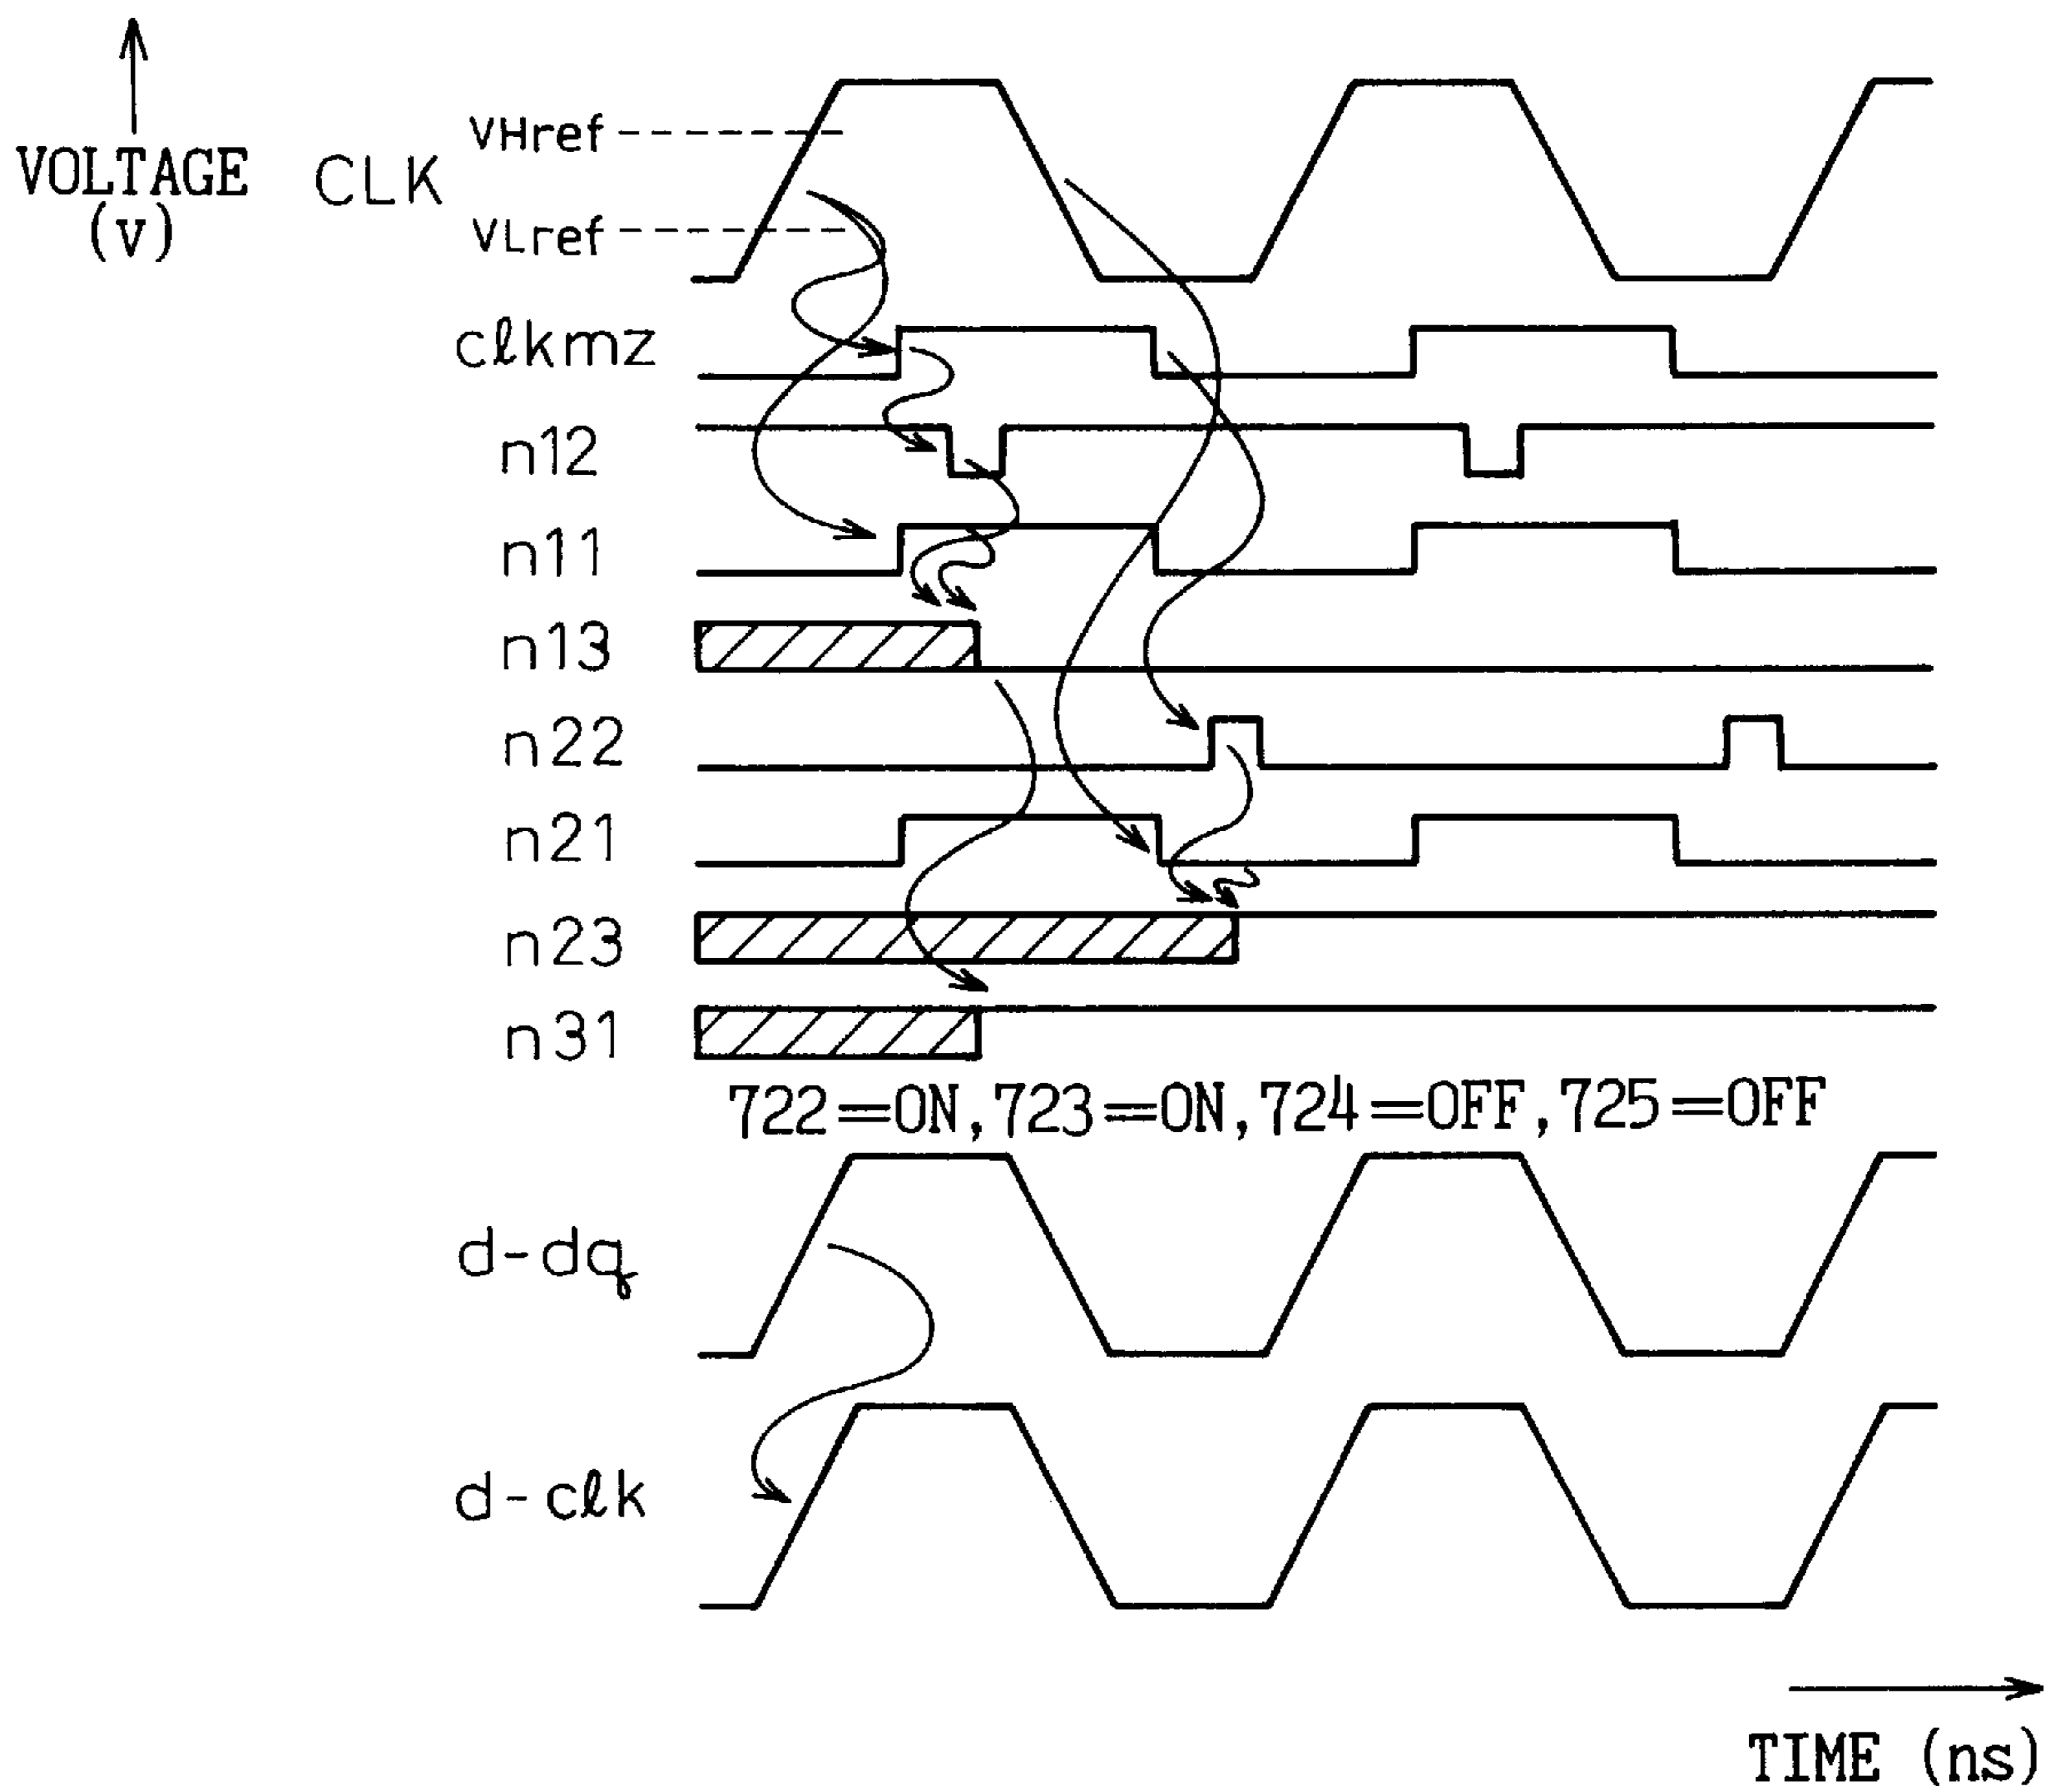 VHref
VOLTAGE
(V)
CLK
VLref
clkmz
n12
n11
n13
n22
n21
n23
n31
722=ON,723=ON,724=OFF,725=OFF
d-dq
d-clk
TIME (ns)